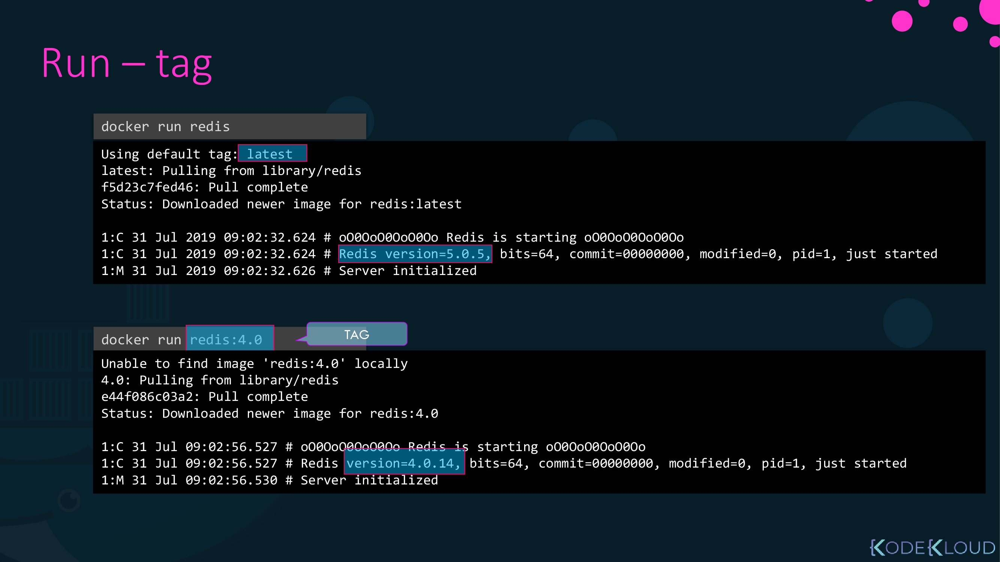 Run – tag
docker run redis
Using default tag: latest
latest: Pulling from library/redis
f5d23c7fed46: Pull complete
Status: Downloaded newer image for redis:latest
1:C 31 Jul 2019 09:02:32.624 # oO0OoO0OoO0Oo Redis is starting oO0OoO0OoO0Oo
1:C 31 Jul 2019 09:02:32.624 # Redis version=5.0.5, bits=64, commit=00000000, modified=0, pid=1, just started
1:M 31 Jul 2019 09:02:32.626 # Server initialized
docker run redis:4.0
TAG
Unable to find image 'redis:4.0' locally
4.0: Pulling from library/redis
e44f086c03a2: Pull complete
Status: Downloaded newer image for redis:4.0
1:C 31 Jul 09:02:56.527 # oO0OoO0OoO0Oo Redis is starting oO0OoO0OoO0Oo
1:C 31 Jul 09:02:56.527 # Redis version=4.0.14, bits=64, commit=00000000, modified=0, pid=1, just started
1:M 31 Jul 09:02:56.530 # Server initialized
KODEKLOUD